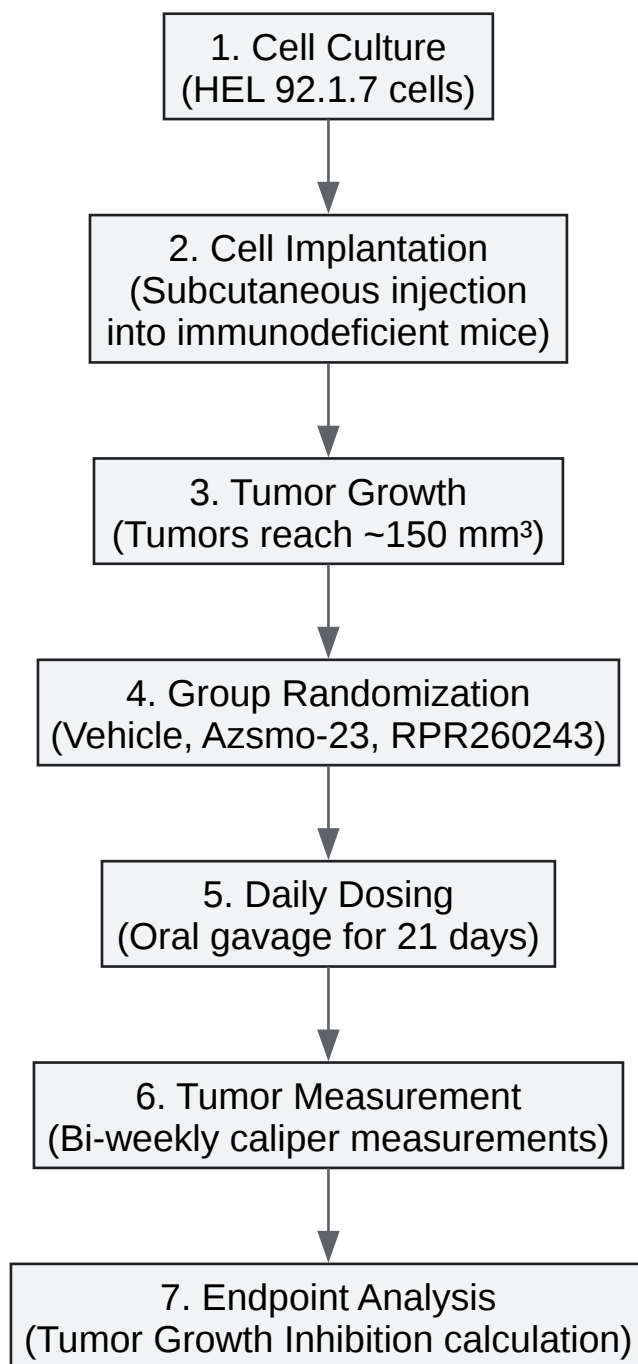 1. Cell Culture
(HEL 92.1.7 cells)
2. Cell Implantation
(Subcutaneous injection
into immunodeficient mice)
3. Tumor Growth
(Tumors reach ~150 mm³)
4. Group Randomization
(Vehicle, Azsmo-23, RPR260243)
5. Daily Dosing
(Oral gavage for 21 days)
6. Tumor Measurement
(Bi-weekly caliper measurements)
7. Endpoint Analysis
(Tumor Growth Inhibition calculation)